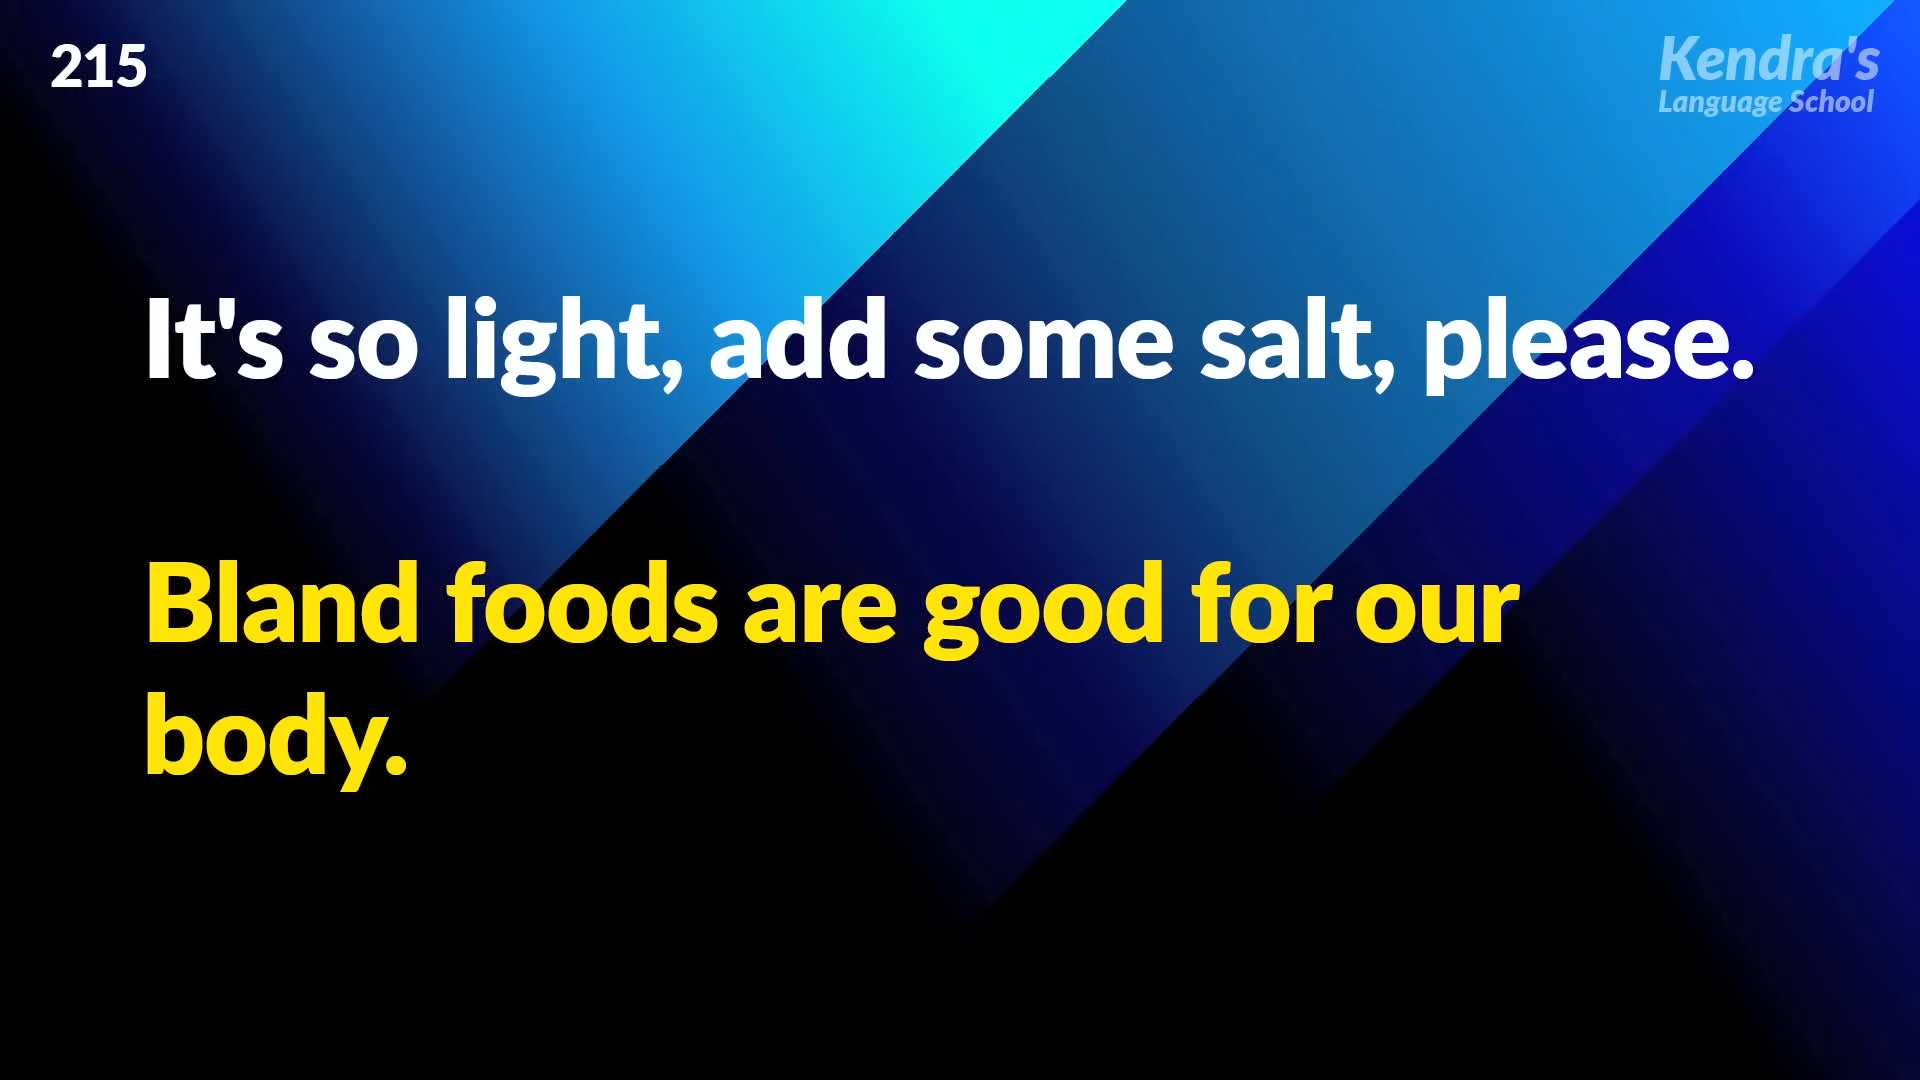 215
Kendra's
Language School
It's so light, add some salt, please.
Bland foods are good for our
body.